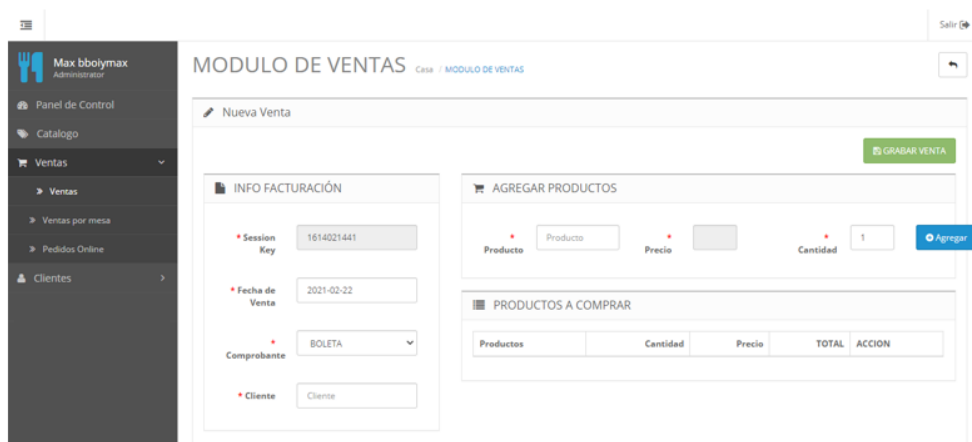 Salir
Max bboiymax
Administrator
Panel de Control
Catalogo
Ventas
Ventas
Ventas por mesa
Pedidos Online
Clientes
MODULO DE VENTAS Casa / MODULO DE VENTAS
Nueva Venta
GRABAR VENTA
INFO FACTURACIÓN
* Session Key
1614021441
* Fecha de Venta
2021-02-22
* Comprobante
BOLETA
* Cliente
Cliente
AGREGAR PRODUCTOS
* Producto
Producto
* Precio
* Cantidad
1
Agregar
PRODUCTOS A COMPRAR
Productos Cantidad Precio TOTAL ACCION